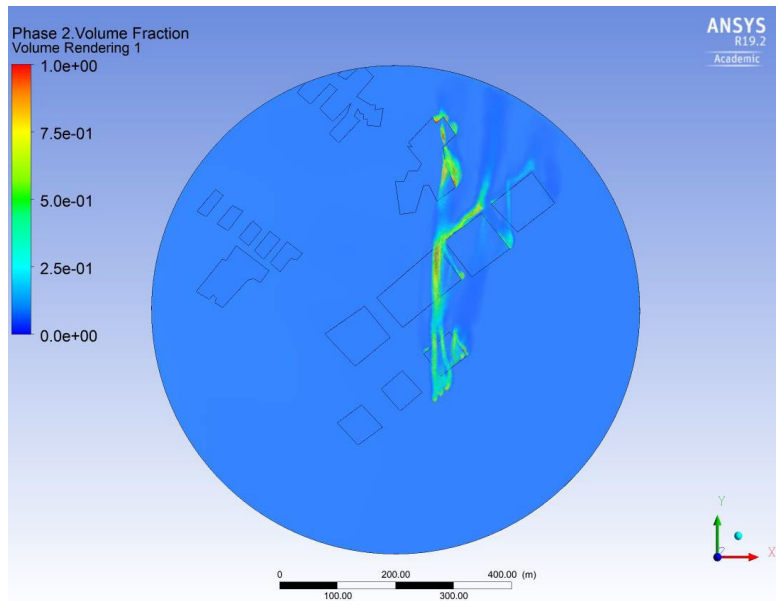 Phase 2.Volume Fraction
Volume Rendering 1
1.0e+00
7.5e-01
5.0e-01
2.5e-01
0.0e+00
ANSYS
R19.2
Academic
Y
Z
X
0 200.00 400.00 (m)
100.00 300.00